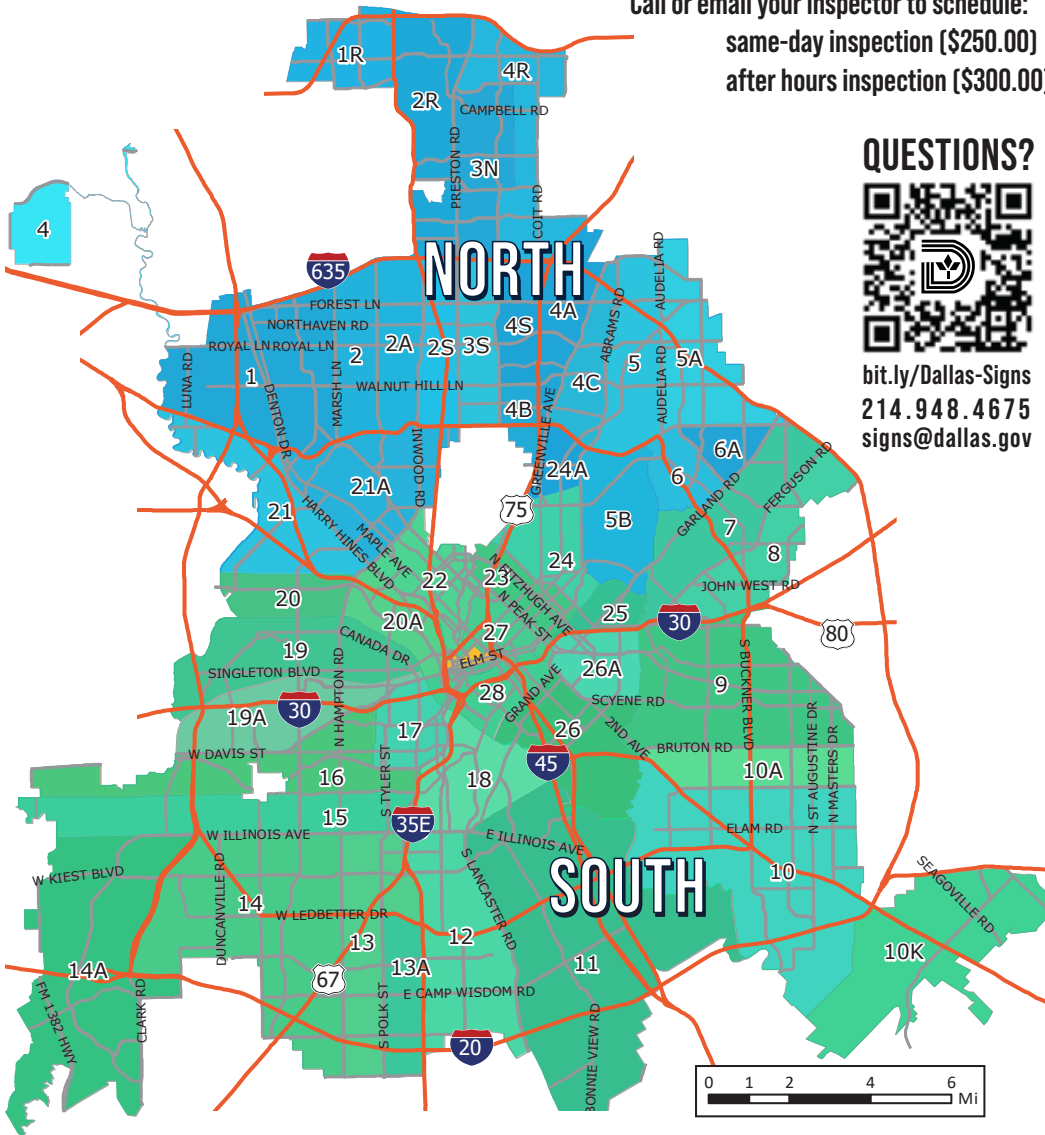 Call or email your inspector to schedule:
same-day inspection ($250.00)
after hours inspection ($300.00)
QUESTIONS?
bit.ly/Dallas-Signs
214.948.4675
signs@dallas.gov
1R
4R
2R
CAMPBELL RD
PRESTON RD
3N
COIT RD
4
NORTH
635
AUDELIA RD
FOREST LN
4A
NORTHAVEN RD
4S
ABRAMS RD
ROYAL LN
ROYAL LN
2
2A
2S
3S
5
5A
LUNA RD
1
DENTON DR
MARSH LN
WALNUT HILL LN
4C
AUDELIA RD
4B
GREENVILLE AVE
INWOOD RD
6A
24A
6
FERGUSON RD
21A
GARLAND RD
21
HARRY HINES BLVD
75
5B
7
MAPLE AVE
8
24
22
23
N FITZHUGH AVE
JOHN WEST RD
20
N PEAK ST
25
20A
30
80
27
CANADA DR
19
ELM ST
26A
SINGLETON BLVD
N HAMPTON RD
S BUCKNER BLVD
9
28
GRAND AVE
SCYENE RD
30
19A
17
26
2ND AVE
N ST AUGUSTINE DR
N MASTERS DR
W DAVIS ST
BRUTON RD
45
16
S TYLER ST
18
10A
15
35E
W ILLINOIS AVE
E ILLINOIS AVE
ELAM RD
W KIEST BLVD
SOUTH
10
DUNCANVILLE RD
S LANCASTER RD
SEAGOVILLE RD
14
W LEDBETTER DR
13
12
10K
14A
67
13A
11
E CAMP WISDOM RD
FM 1382 HWY
CLARK RD
S POLK ST
BONNIE VIEW RD
20
0 1 2 4 6
Mi